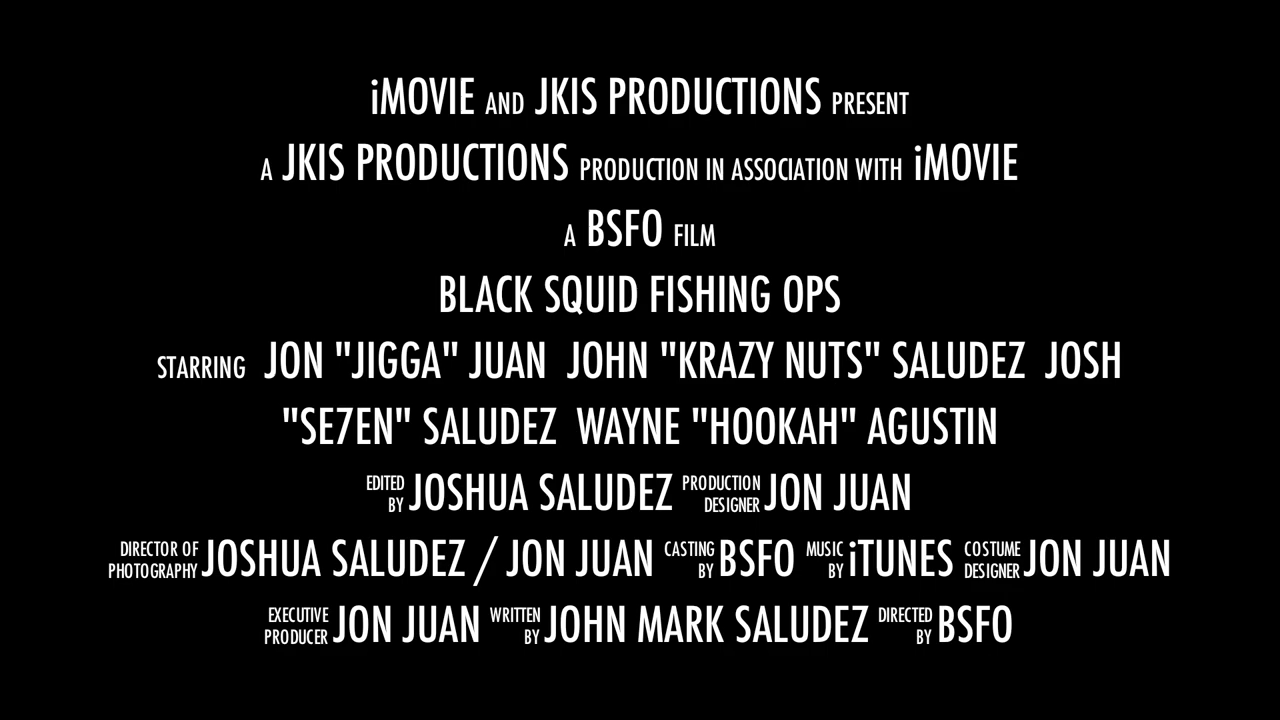 iMOVIE AND JKIS PRODUCTIONS PRESENT
A JKIS PRODUCTIONS PRODUCTION IN ASSOCIATION WITH iMOVIE
A BSFO FILM
BLACK SQUID FISHING OPS
STARRING JON "JIGGA" JUAN JOHN "KRAZY NUTS" SALUDEZ JOSH
"SE7EN" SALUDEZ WAYNE "HOOKAH" AGUSTIN
EDITED BY JOSHUA SALUDEZ PRODUCTION DESIGNER JON JUAN
DIRECTOR OF PHOTOGRAPHY JOSHUA SALUDEZ / JON JUAN CASTING BY BSFO MUSIC BY iTUNES COSTUME DESIGNER JON JUAN
EXECUTIVE PRODUCER JON JUAN WRITTEN BY JOHN MARK SALUDEZ DIRECTED BY BSFO